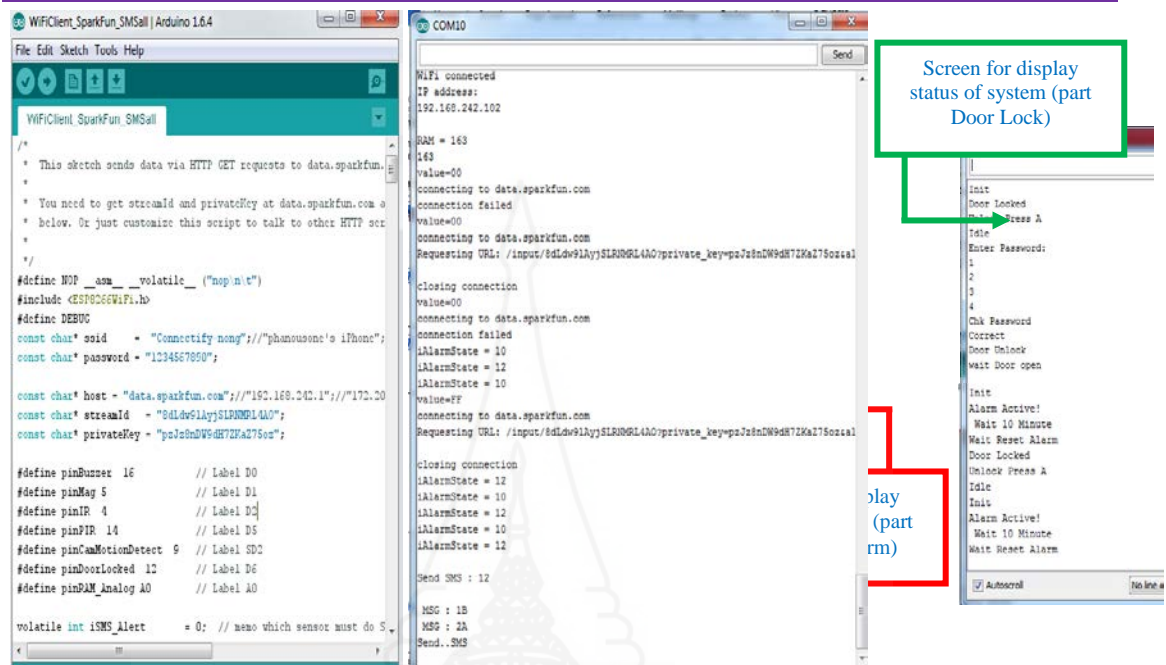 WiFiClient_SparkFun_SMSall | Arduino 1.6.4
File Edit Sketch Tools Help
WiFiClient_SparkFun_SMSall
/*
* This sketch sends data via HTTP GET requests to data.sparkfun.
*
* You need to get streamId and privateKey at data.sparkfun.com a
* below. Or just customize this script to talk to other HTTP ser
*
*/
#define NOP __asm__ __volatile__ ("nop\n\t")
#include <ESP8266WiFi.h>
#define DEBUG
const char* ssid = "Connectify-nong";//"phanousone's iPhone";
const char* password = "1234567890";
const char* host = "data.sparkfun.com";//"192.168.242.1";//"172.20
const char* streamId = "8dLdw91AyjSLRNMRL4AO";
const char* privateKey = "pzJz8nDW9dH7ZKaZ75oz";
#define pinBuzzer 16 // Label D0
#define pinMag 5 // Label D1
#define pinIR 4 // Label D2
#define pinPIR 14 // Label D5
#define pinCamMotionDetect 9 // Label SD2
#define pinDoorLocked 12 // Label D6
#define pinRAM_Analog A0 // Label A0
volatile int iSMS_Alert = 0; // memo which sensor must do S
COM10
Send
WiFi connected
IP address:
192.168.242.102
RAM = 163
163
value=00
connecting to data.sparkfun.com
connection failed
value=00
connecting to data.sparkfun.com
Requesting URL: /input/8dLdw91AyjSLRNMRL4AO?private_key=pzJz8nDW9dH7ZKaZ75oz&al
closing connection
value=00
connecting to data.sparkfun.com
connection failed
iAlarmState = 10
iAlarmState = 12
iAlarmState = 10
value=FF
connecting to data.sparkfun.com
Requesting URL: /input/8dLdw91AyjSLRNMRL4AO?private_key=pzJz8nDW9dH7ZKaZ75oz&al
closing connection
iAlarmState = 12
iAlarmState = 10
iAlarmState = 12
iAlarmState = 10
iAlarmState = 12
Send SMS : 12
MSG : 1B
MSG : 2A
Send..SMS
Screen for display
status of system (part
Door Lock)
play
(part
rm)
Init
Door Locked
Press A
Idle
Enter Password:
1
2
3
4
Chk Password
Correct
Door Unlock
wait Door open
Init
Alarm Active!
Wait 10 Minute
Wait Reset Alarm
Door Locked
Unlock Press A
Idle
Init
Alarm Active!
Wait 10 Minute
Wait Reset Alarm
Autoscroll
No line e